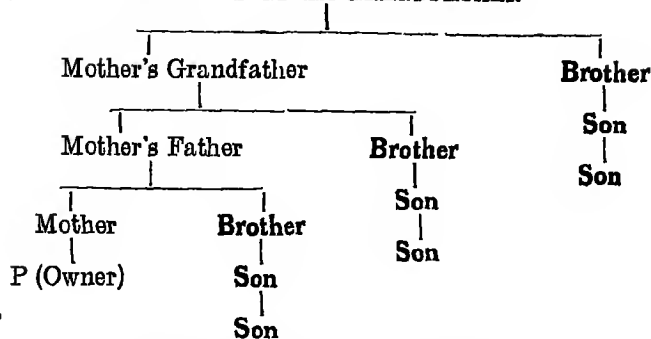 Mother's Grandfather Brother
Son
Mother's Father Brother Son
Son
Mother Brother Son
P (Owner) Son
Son